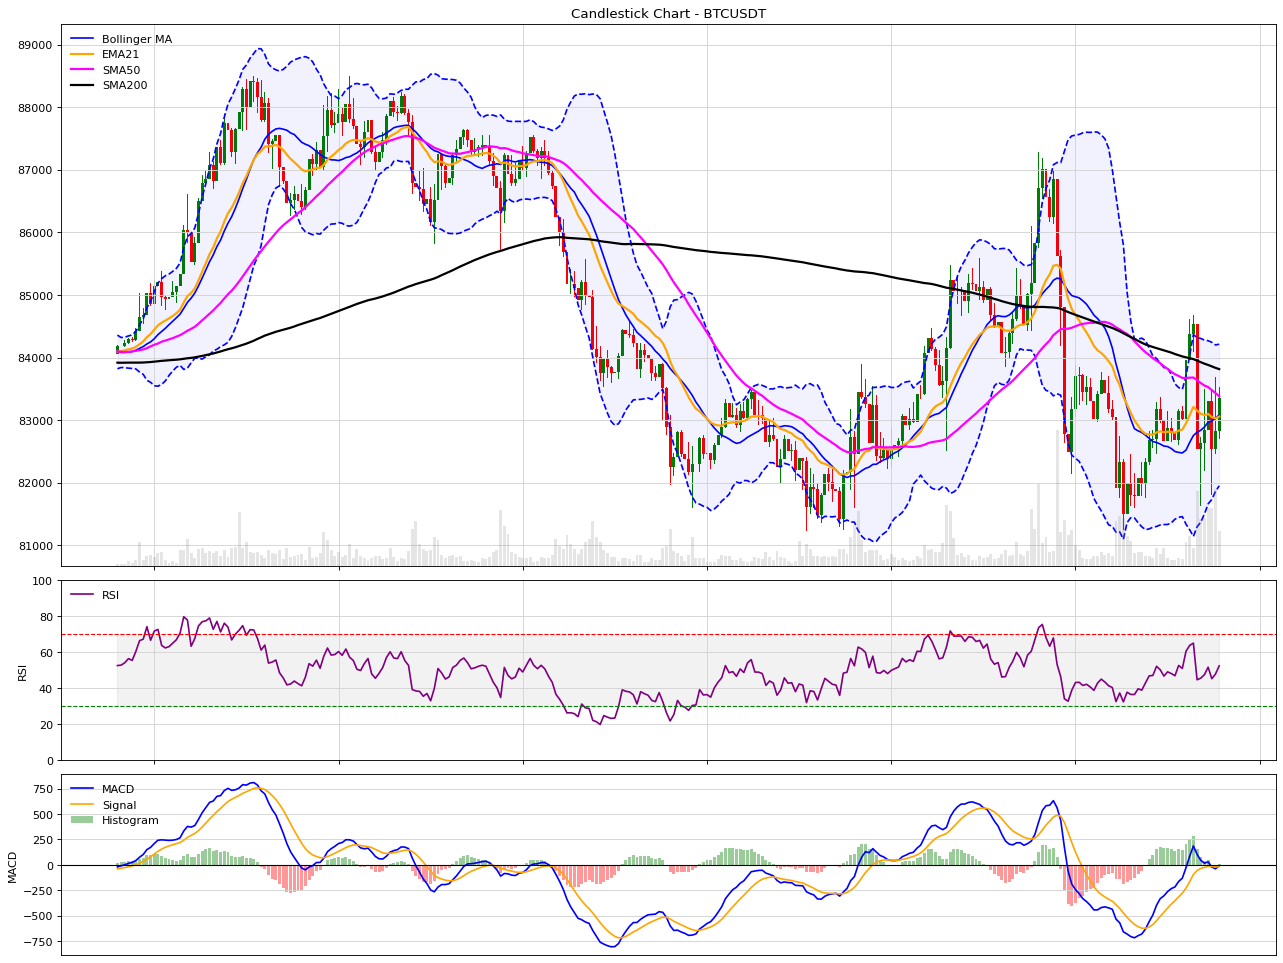 Candlestick Chart - BTCUSDT
Bollinger MA
EMA21
SMA50
SMA200
89000
88000
87000
86000
85000
84000
83000
82000
81000
RSI
100
80
60
40
20
0
RSI
MACD
Signal
Histogram
750
500
250
0
−250
−500
−750
MACD